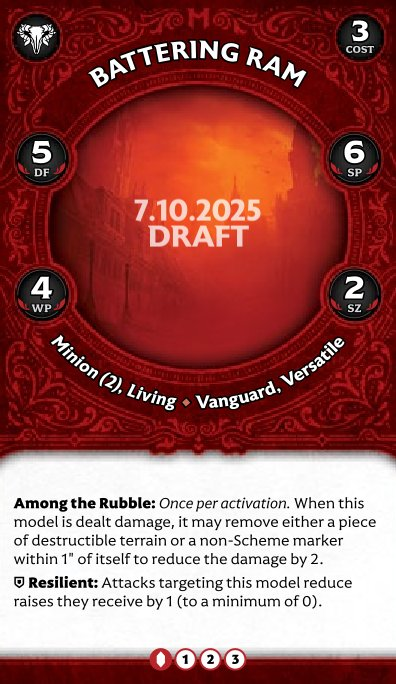 3
COST
BATTERING RAM
5
DF
6
SP
7.10.2025
DRAFT
4
WP
2
SZ
Minion (2), Living ◆ Vanguard, Versatile
Among the Rubble: Once per activation. When this
model is dealt damage, it may remove either a piece
of destructible terrain or a non-Scheme marker
within 1" of itself to reduce the damage by 2.
Resilient: Attacks targeting this model reduce
raises they receive by 1 (to a minimum of 0).
1 2 3